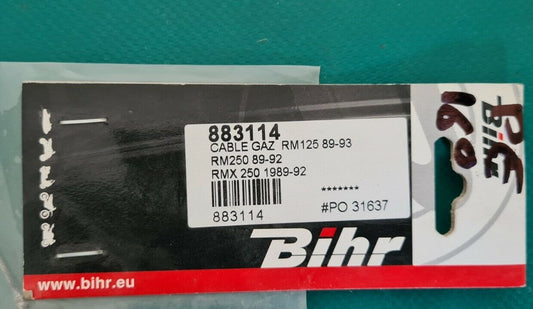 883114
CABLE GAZ RM125 89-93
RM250 89-92
RMX 250 1989-92
*******
883114 #PO 31637
Bihr
www.bihr.eu
Bihr